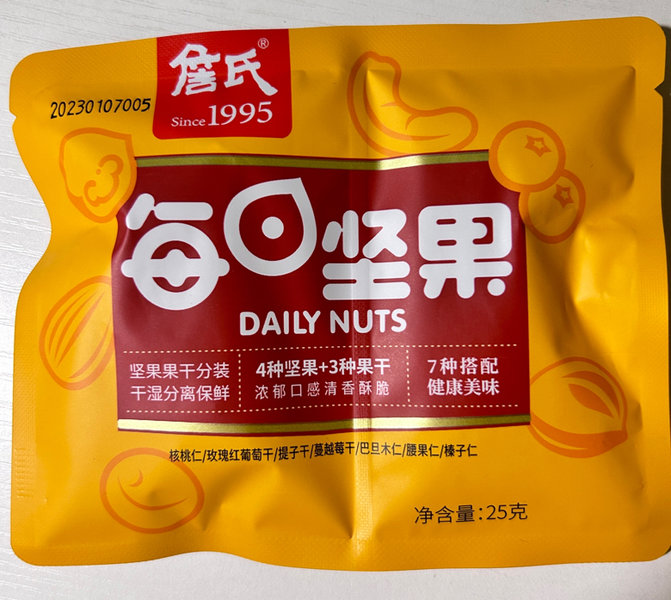 詹氏®
Since 1995
20230107005
每日坚果
DAILY NUTS
坚果果干分装
干湿分离保鲜
4种坚果+3种果干
浓郁口感清香酥脆
7种搭配
健康美味
核桃仁/玫瑰红葡萄干/提子干/蔓越莓干/巴旦木仁/腰果仁/榛子仁
净含量:25克